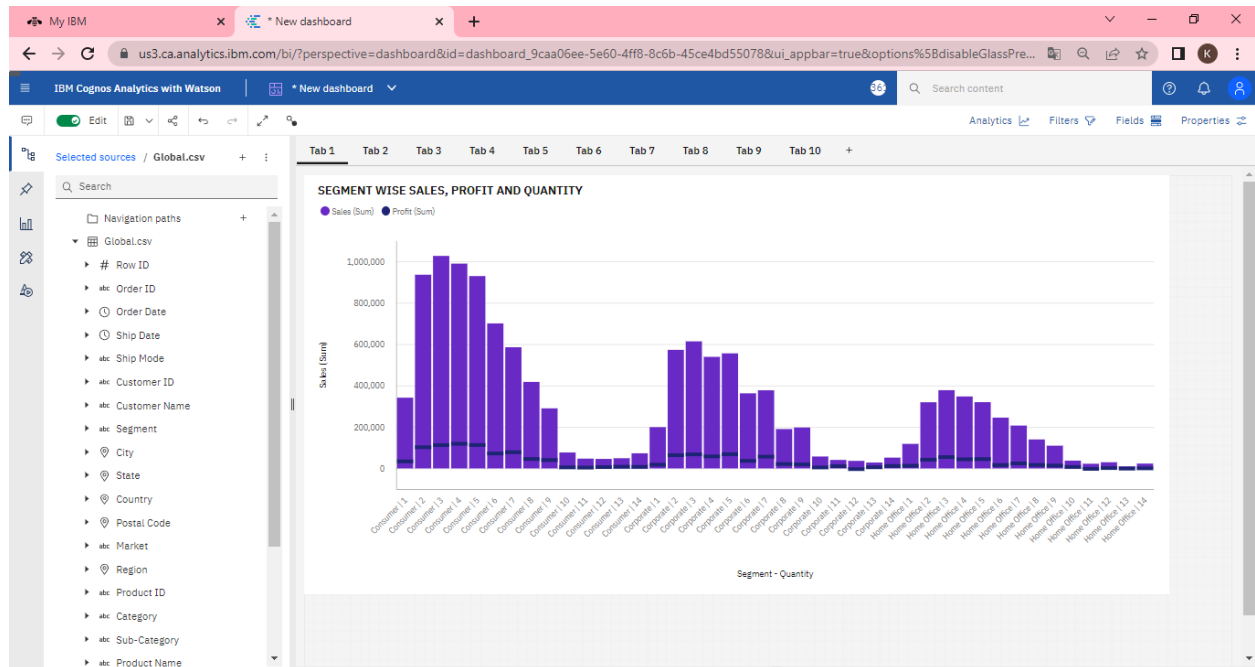 My IBM
* New dashboard
us3.ca.analytics.ibm.com/bi/?perspective=dashboard&id=dashboard_9caa06ee-5e60-4ff8-8c6b-45ce4bd55078&ui_appbar=true&options%5BdisableGlassPre...
K
IBM Cognos Analytics with Watson
* New dashboard
Search content
Edit
Analytics
Filters
Fields
Properties
Selected sources / Global.csv
Search
Navigation paths
Global.csv
# Row ID
abc Order ID
Order Date
Ship Date
abc Ship Mode
abc Customer ID
abc Customer Name
abc Segment
City
State
Country
Postal Code
abc Market
Region
abc Product ID
abc Category
abc Sub-Category
abc Product Name
Tab 1 Tab 2 Tab 3 Tab 4 Tab 5 Tab 6 Tab 7 Tab 8 Tab 9 Tab 10 +
SEGMENT WISE SALES, PROFIT AND QUANTITY
Sales (Sum) Profit (Sum)
Sales (Sum)
1,000,000
800,000
600,000
400,000
200,000
0
Consumer | 1
Consumer | 2
Consumer | 3
Consumer | 4
Consumer | 5
Consumer | 6
Consumer | 7
Consumer | 8
Consumer | 9
Consumer | 10
Consumer | 11
Consumer | 12
Consumer | 13
Consumer | 14
Corporate | 1
Corporate | 2
Corporate | 3
Corporate | 4
Corporate | 5
Corporate | 6
Corporate | 7
Corporate | 8
Corporate | 9
Corporate | 10
Corporate | 11
Corporate | 12
Corporate | 13
Corporate | 14
Home Office | 1
Home Office | 2
Home Office | 3
Home Office | 4
Home Office | 5
Home Office | 6
Home Office | 7
Home Office | 8
Home Office | 9
Home Office | 10
Home Office | 11
Home Office | 12
Home Office | 13
Home Office | 14
Segment - Quantity